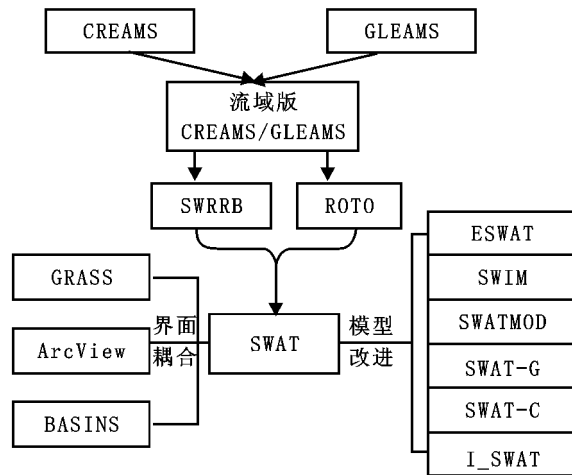 CREAMS
GLEAMS
流域版
CREAMS/GLEAMS
SWRRB
ROTO
GRASS
ArcView
BASINS
界面
耦合
SWAT
模型
改进
ESWAT
SWIM
SWATMOD
SWAT-G
SWAT-C
I_SWAT